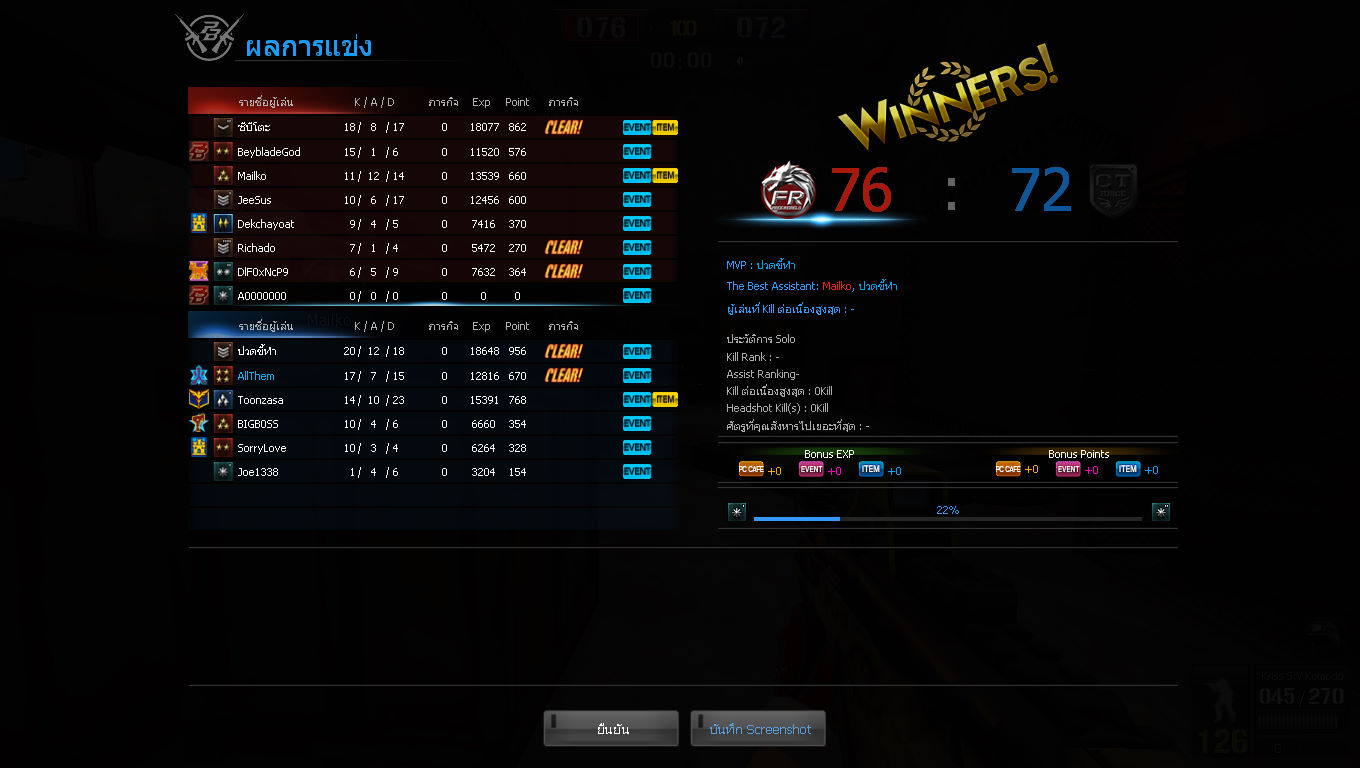 076 100 072
00:00
ผลการแข่ง
WINNERS!
FR 76 : 72 CT FORCE
รายชื่อผู้เล่น K / A / D ภารกิจ Exp Point ภารกิจ
ซีบีโตะ 18 / 8 / 17 0 18077 862 CLEAR! EVENT ITEM
BeybladeGod 15 / 1 / 6 0 11520 576 EVENT
Mailko 11 / 12 / 14 0 13539 660 EVENT ITEM
JeeSus 10 / 6 / 17 0 12456 600 EVENT
Dekchayoat 9 / 4 / 5 0 7416 370 EVENT
Richado 7 / 1 / 4 0 5472 270 CLEAR! EVENT
DlF0xNcP9 6 / 5 / 9 0 7632 364 CLEAR! EVENT
A0000000 0 / 0 / 0 0 0 0 EVENT
รายชื่อผู้เล่น Mailko K / A / D ภารกิจ Exp Point ภารกิจ
ปวดขี้หำ 20 / 12 / 18 0 18648 956 CLEAR! EVENT
AllThem 17 / 7 / 15 0 12816 670 CLEAR! EVENT
Toonzasa 14 / 10 / 23 0 15391 768 EVENT ITEM
BIGB0SS 10 / 4 / 6 0 6660 354 EVENT
SorryLove 10 / 3 / 4 0 6264 328 EVENT
Joe1338 1 / 4 / 6 0 3204 154 EVENT
MVP : ปวดขี้หำ
The Best Assistant: Mailko, ปวดขี้หำ
ผู้เล่นที่ Kill ต่อเนื่องสูงสุด : -
ประวัติการ Solo
Kill Rank : -
Assist Ranking-
Kill ต่อเนื่องสูงสุด : 0Kill
Headshot Kill(s) : 0Kill
ศัตรูที่คุณสังหารไปเยอะที่สุด : -
Bonus EXP Bonus Points
PC CAFE +0 EVENT +0 ITEM +0 PC CAFE +0 EVENT +0 ITEM +0
22%
Kriss S.V Komodo
045/270
126 0
ยืนยัน บันทึก Screenshot